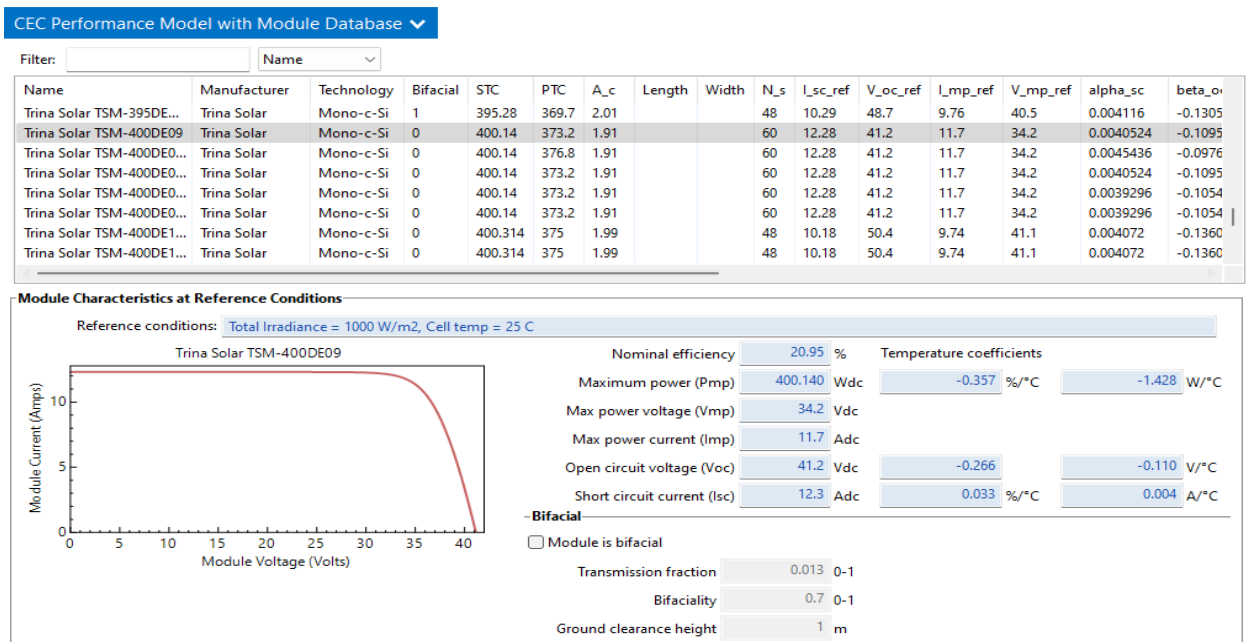 CEC Performance Model with Module Database
Filter: Name
Name Manufacturer Technology Bifacial STC PTC A_c Length Width N_s I_sc_ref V_oc_ref I_mp_ref V_mp_ref alpha_sc beta_o
Trina Solar TSM-395DE... Trina Solar Mono-c-Si 1 395.28 369.7 2.01 48 10.29 48.7 9.76 40.5 0.004116 -0.1305
Trina Solar TSM-400DE09 Trina Solar Mono-c-Si 0 400.14 373.2 1.91 60 12.28 41.2 11.7 34.2 0.0040524 -0.1095
Trina Solar TSM-400DE0... Trina Solar Mono-c-Si 0 400.14 376.8 1.91 60 12.28 41.2 11.7 34.2 0.0045436 -0.0976
Trina Solar TSM-400DE0... Trina Solar Mono-c-Si 0 400.14 373.2 1.91 60 12.28 41.2 11.7 34.2 0.0040524 -0.1095
Trina Solar TSM-400DE0... Trina Solar Mono-c-Si 0 400.14 373.2 1.91 60 12.28 41.2 11.7 34.2 0.0039296 -0.1054
Trina Solar TSM-400DE0... Trina Solar Mono-c-Si 0 400.14 373.2 1.91 60 12.28 41.2 11.7 34.2 0.0039296 -0.1054
Trina Solar TSM-400DE1... Trina Solar Mono-c-Si 0 400.314 375 1.99 48 10.18 50.4 9.74 41.1 0.004072 -0.1360
Trina Solar TSM-400DE1... Trina Solar Mono-c-Si 0 400.314 375 1.99 48 10.18 50.4 9.74 41.1 0.004072 -0.1360
Module Characteristics at Reference Conditions
Reference conditions: Total Irradiance = 1000 W/m2, Cell temp = 25 C
Trina Solar TSM-400DE09
Module Current (Amps)
10
5
0
0 5 10 15 20 25 30 35 40
Module Voltage (Volts)
Nominal efficiency 20.95 % Temperature coefficients
Maximum power (Pmp) 400.140 Wdc -0.357 %/°C -1.428 W/°C
Max power voltage (Vmp) 34.2 Vdc
Max power current (Imp) 11.7 Adc
Open circuit voltage (Voc) 41.2 Vdc -0.266 -0.110 V/°C
Short circuit current (Isc) 12.3 Adc 0.033 %/°C 0.004 A/°C
Bifacial
Module is bifacial
Transmission fraction 0.013 0-1
Bifaciality 0.7 0-1
Ground clearance height 1 m